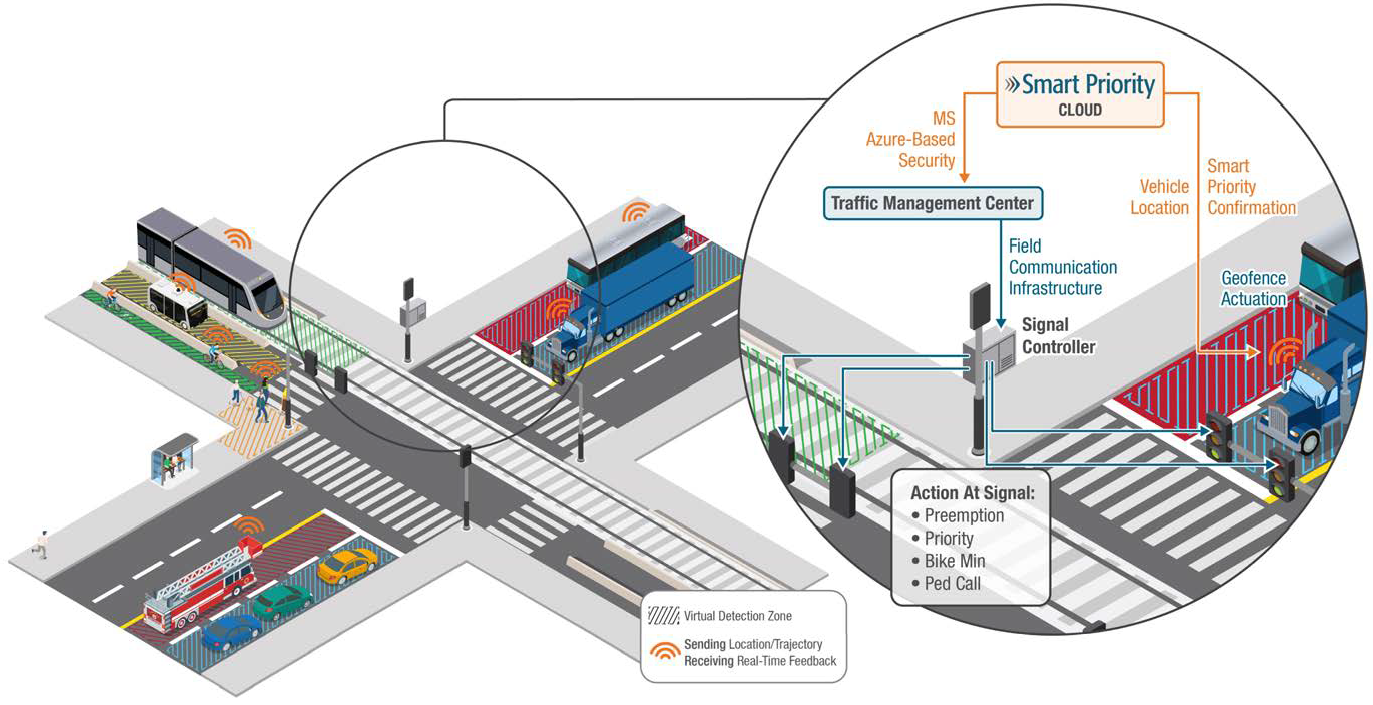 Smart Priority
CLOUD
MS
Azure-Based
Security
Vehicle
Location
Smart
Priority
Confirmation
Traffic Management Center
Field
Communication
Infrastructure
Geofence
Actuation
Signal
Controller
Action At Signal:
• Preemption
• Priority
• Bike Min
• Ped Call
Virtual Detection Zone
Sending Location/Trajectory
Receiving Real-Time Feedback